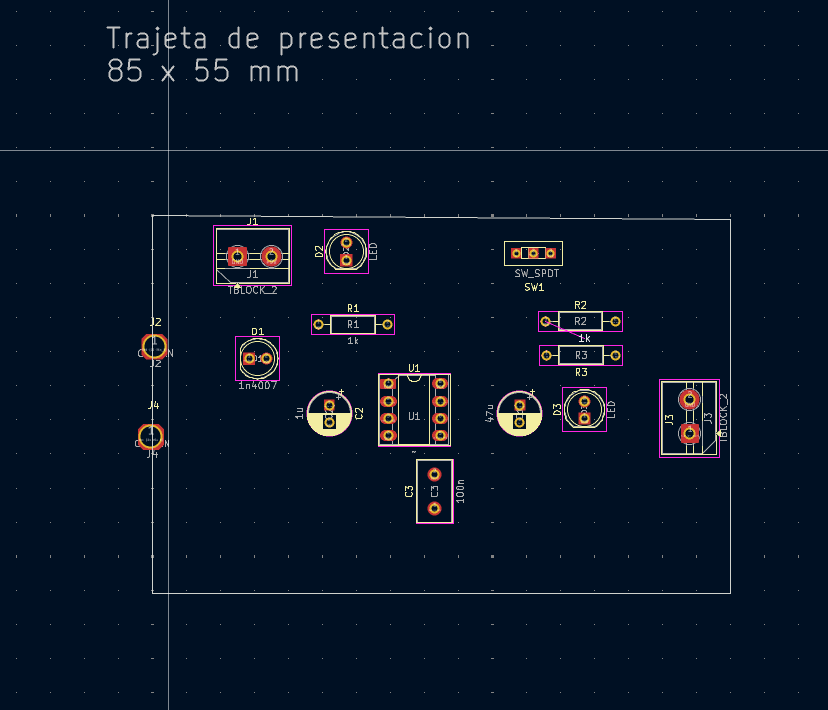 Trajeta de presentacion
85 x 55 mm
J1
J1
TBLOCK_2
D2
LED
SW_SPDT
SW1
R1
R1
1k
R2
R2
1k
R3
R3
J2
J2
D1
1n4007
J4
J4
1u
C2
U1
U1
~
47u
D3
LED
J3
J3
TBLOCK_2
C3
C3
100n